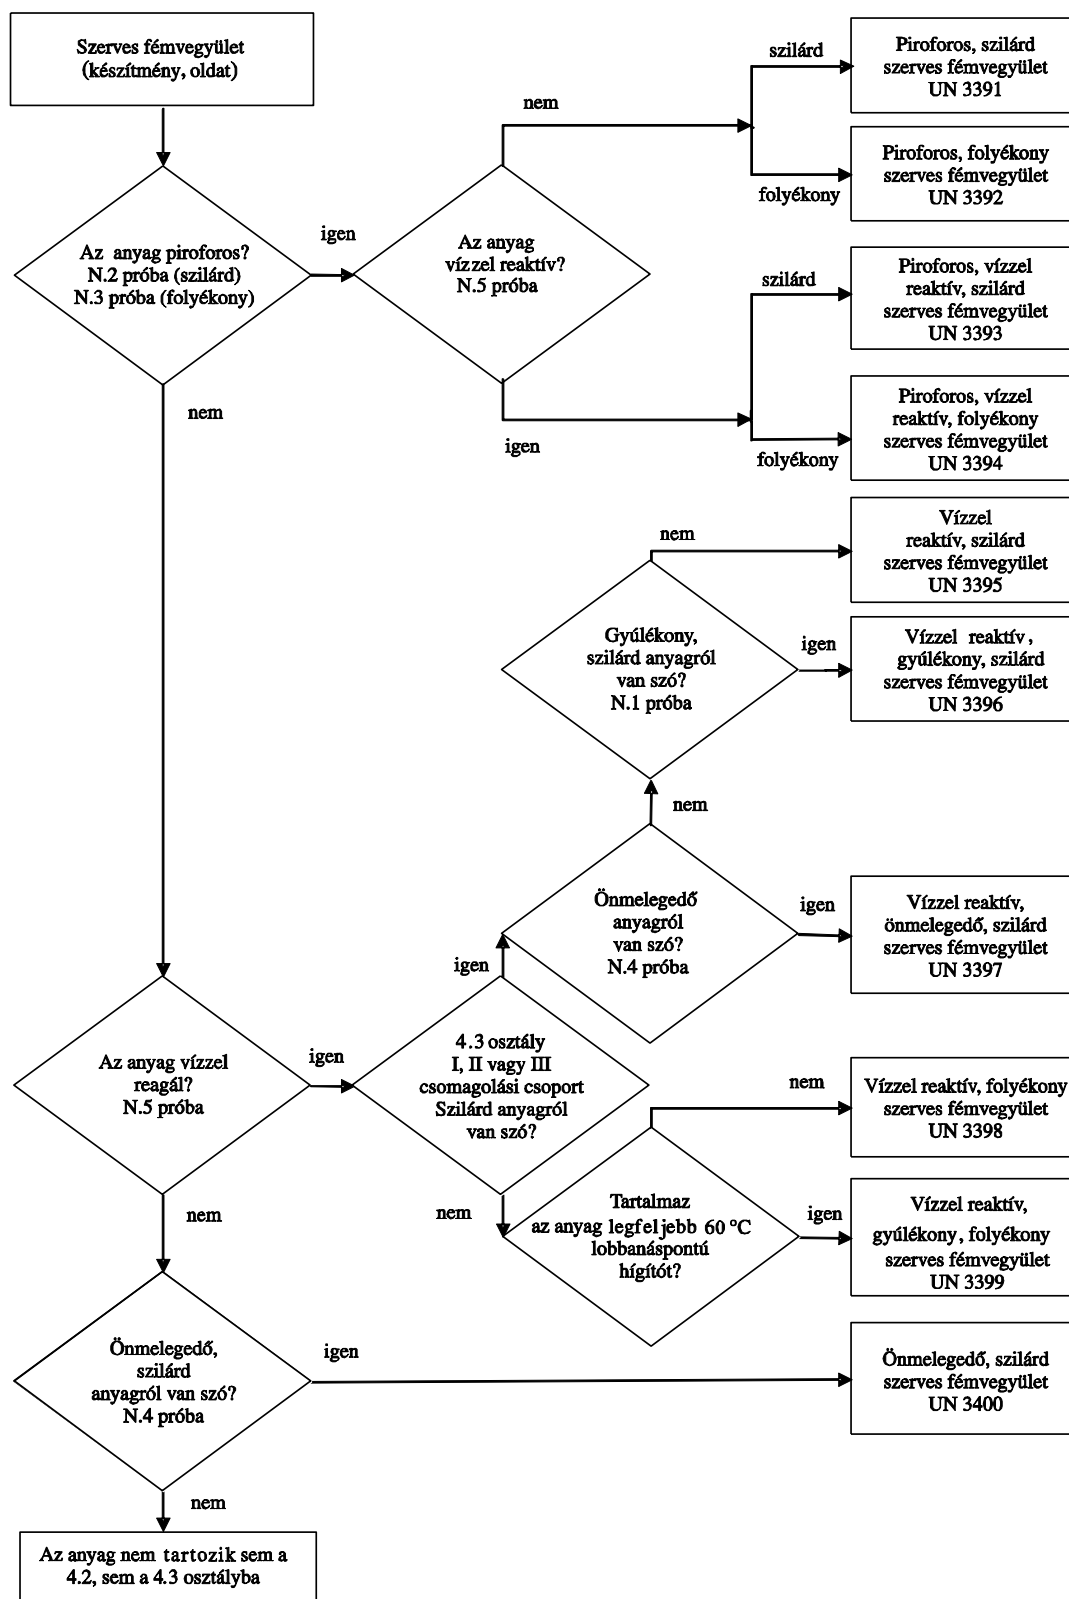 Szerves fémvegyület
(készítmény, oldat)
szilárd
Piroforos, szilárd
szerves fémvegyület
UN 3391
nem
Piroforos, folyékony
szerves fémvegyület
UN 3392
folyékony
Az anyag piroforos?
N.2 próba (szilárd)
N.3 próba (folyékony)
igen
Az anyag
vízzel reaktív?
N.5 próba
szilárd
Piroforos, vízzel
reaktív, szilárd
szerves fémvegyület
UN 3393
nem
igen
Piroforos, vízzel
reaktív, folyékony
szerves fémvegyület
UN 3394
folyékony
nem
Vízzel
reaktív, szilárd
szerves fémvegyület
UN 3395
Gyúlékony,
szilárd anyagról
van szó?
N.1 próba
igen
Vízzel reaktív,
gyúlékony, szilárd
szerves fémvegyület
UN 3396
nem
Önmelegedő
anyagról
van szó?
N.4 próba
igen
Vízzel reaktív,
önmelegedő, szilárd
szerves fémvegyület
UN 3397
igen
Az anyag vízzel
reagál?
N.5 próba
igen
4.3 osztály
I, II vagy III
csomagolási csoport
Szilárd anyagról
van szó?
nem
Vízzel reaktív, folyékony
szerves fémvegyület
UN 3398
nem
nem
Tartalmaz
az anyag legfeljebb 60 °C
lobbanáspontú
hígítót?
igen
Vízzel reaktív,
gyúlékony, folyékony
szerves fémvegyület
UN 3399
Önmelegedő,
szilárd
anyagról van szó?
N.4 próba
igen
Önmelegedő, szilárd
szerves fémvegyület
UN 3400
nem
Az anyag nem tartozik sem a
4.2, sem a 4.3 osztályba